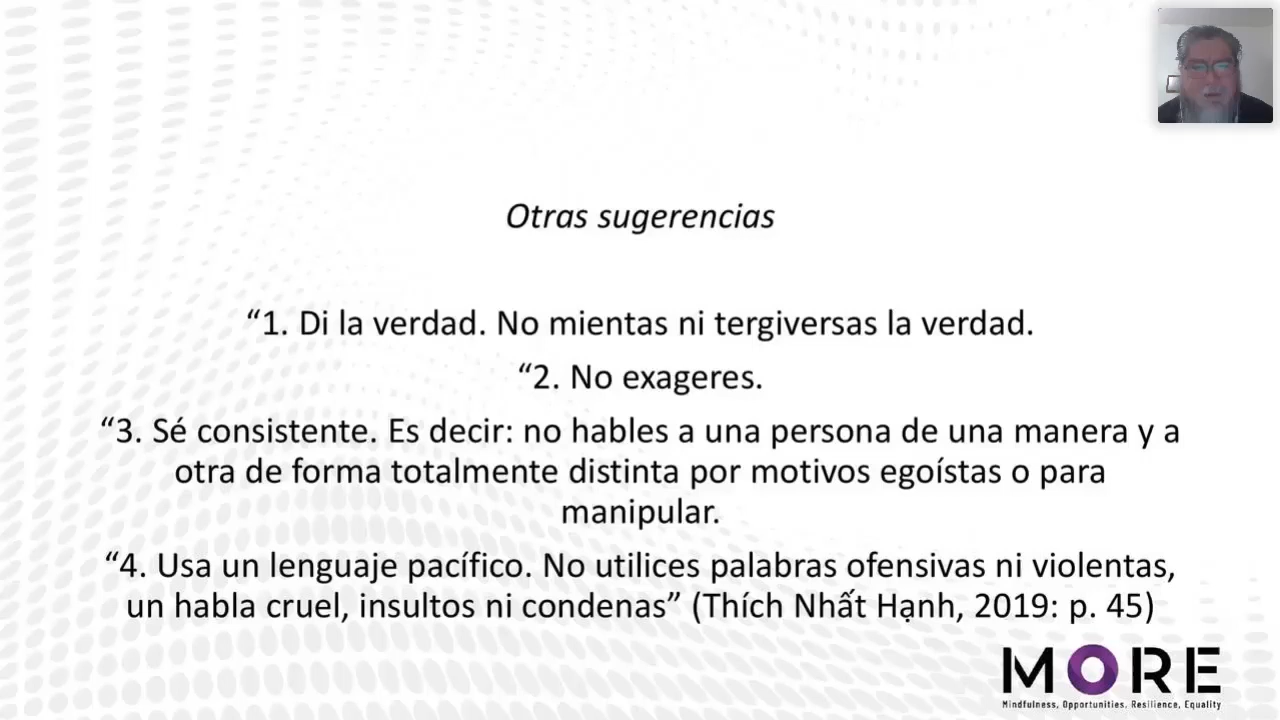 Otras sugerencias
“1. Di la verdad. No mientas ni tergiversas la verdad.
“2. No exageres.
“3. Sé consistente. Es decir: no hables a una persona de una manera y a
otra de forma totalmente distinta por motivos egoístas o para
manipular.
“4. Usa un lenguaje pacífico. No utilices palabras ofensivas ni violentas,
un habla cruel, insultos ni condenas” (Thích Nhất Hạnh, 2019: p. 45)
MORE
Mindfulness, Opportunities, Resilience, Equality